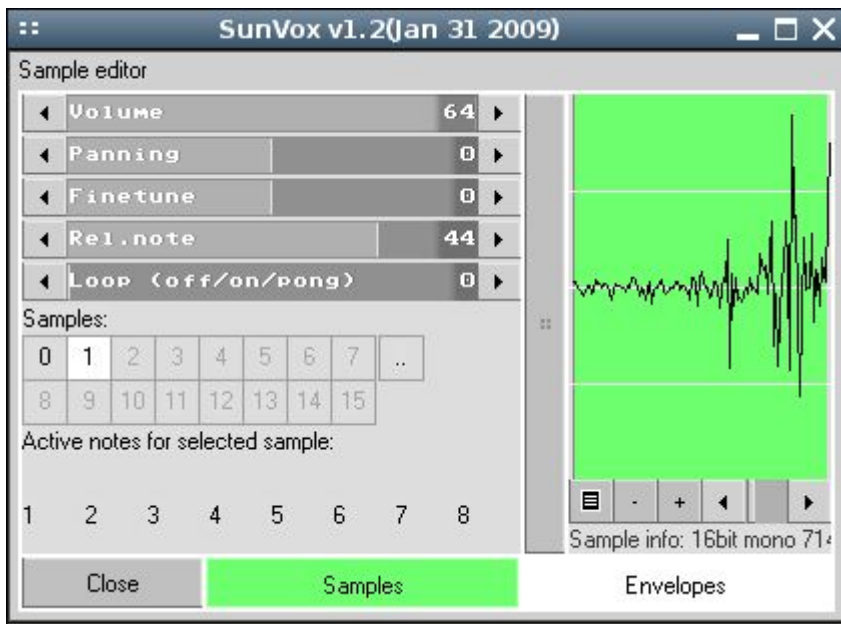 SunVox v1.2(Jan 31 2009)
Sample editor
Volume 64
Panning 0
Finetune 0
Rel.note 44
Loop (off/on/pong) 0
Samples:
0 1 2 3 4 5 6 7 ..
8 9 10 11 12 13 14 15
Active notes for selected sample:
1 2 3 4 5 6 7 8
- +
Sample info: 16bit mono 714
Close Samples Envelopes